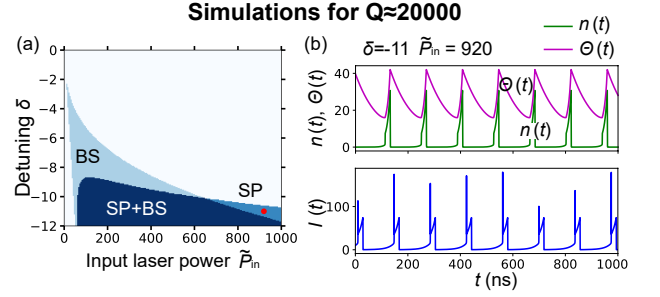 Simulations for Q≈20000
(a)
0
−2
−4
−6
−8
−10
−12
Detuning δ
BS
SP
SP+BS
0 200 400 600 800 1000
Input laser power P̃in
(b)
n(t)
Θ(t)
δ=-11 P̃in = 920
40
20
0
n(t), Θ(t)
Θ(t)
n(t)
100
0
I (t)
0 200 400 600 800 1000
t (ns)